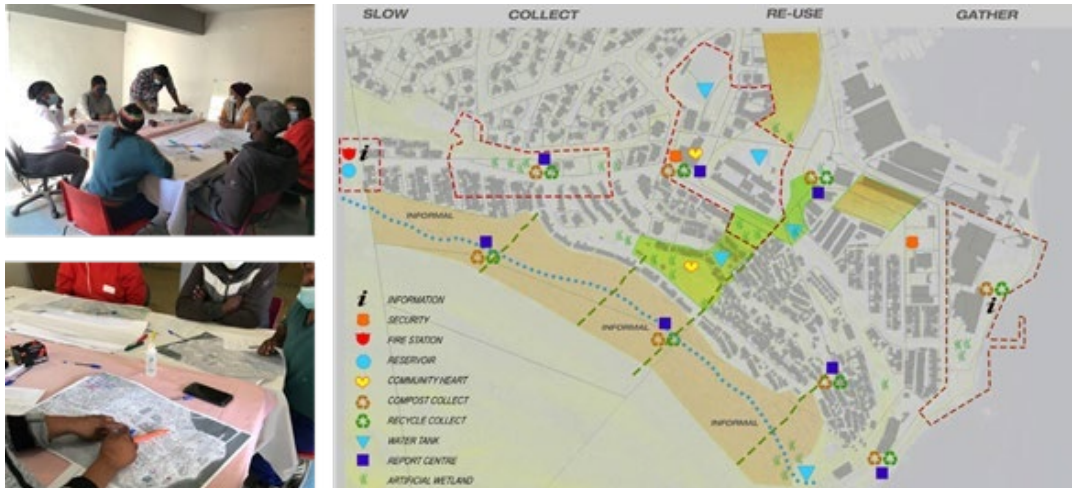 SLOW COLLECT RE-USE GATHER
i
INFORMAL
INFORMAL
i
INFORMAL
i INFORMATION
SECURITY
FIRE STATION
RESERVOIR
COMMUNITY HEART
COMPOST COLLECT
RECYCLE COLLECT
WATER TANK
REPORT CENTRE
ARTIFICIAL WETLAND